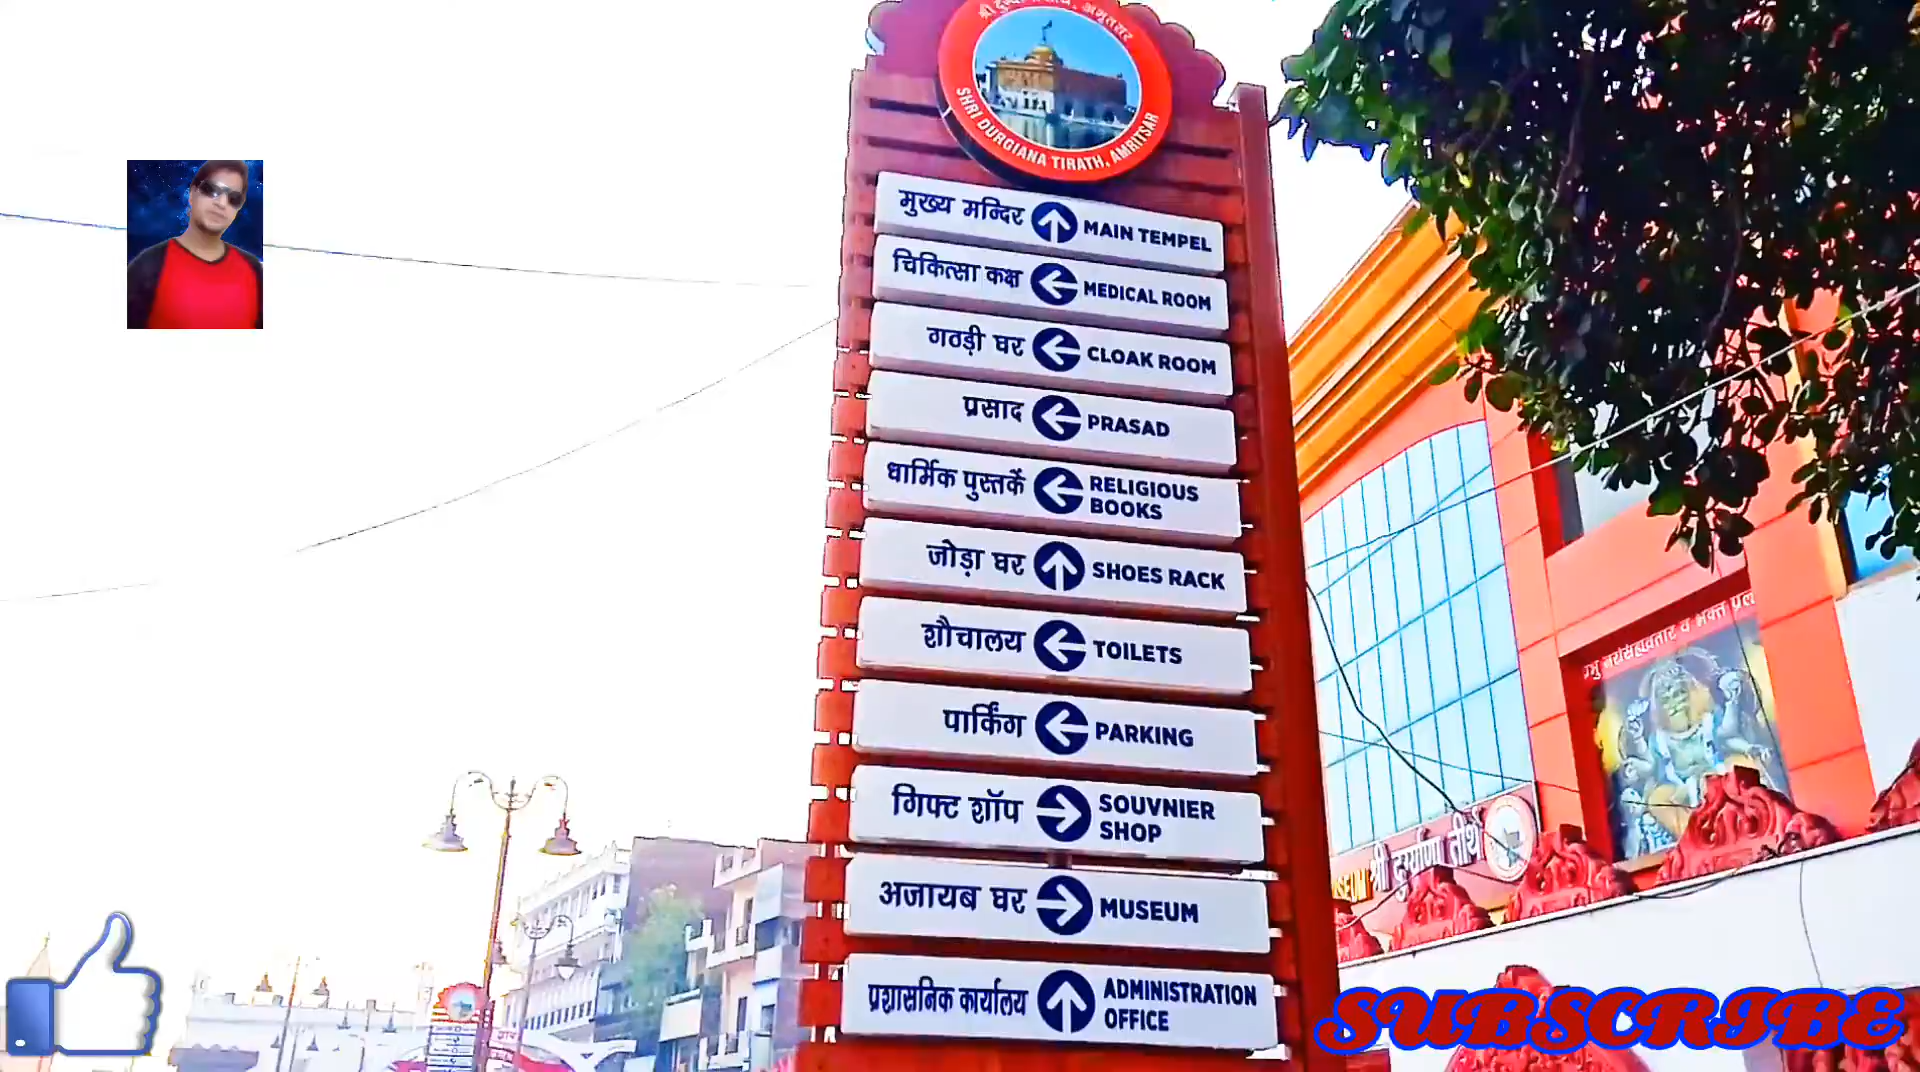 SHRI DURGIANA TIRATH, AMRITSAR
मुख्य मन्दिर MAIN TEMPEL
चिकित्सा कक्ष MEDICAL ROOM
गठड़ी घर CLOAK ROOM
प्रसाद PRASAD
धार्मिक पुस्तकें RELIGIOUS
BOOKS
जोड़ा घर SHOES RACK
शौचालय TOILETS
पार्किंग PARKING
गिफ्ट शॉप SOUVNIER
SHOP
अजायब घर MUSEUM
प्रशासनिक कार्यालय ADMINISTRATION
OFFICE
श्री दुर्ग्याणा तीर्थ
SUBSCRIBE